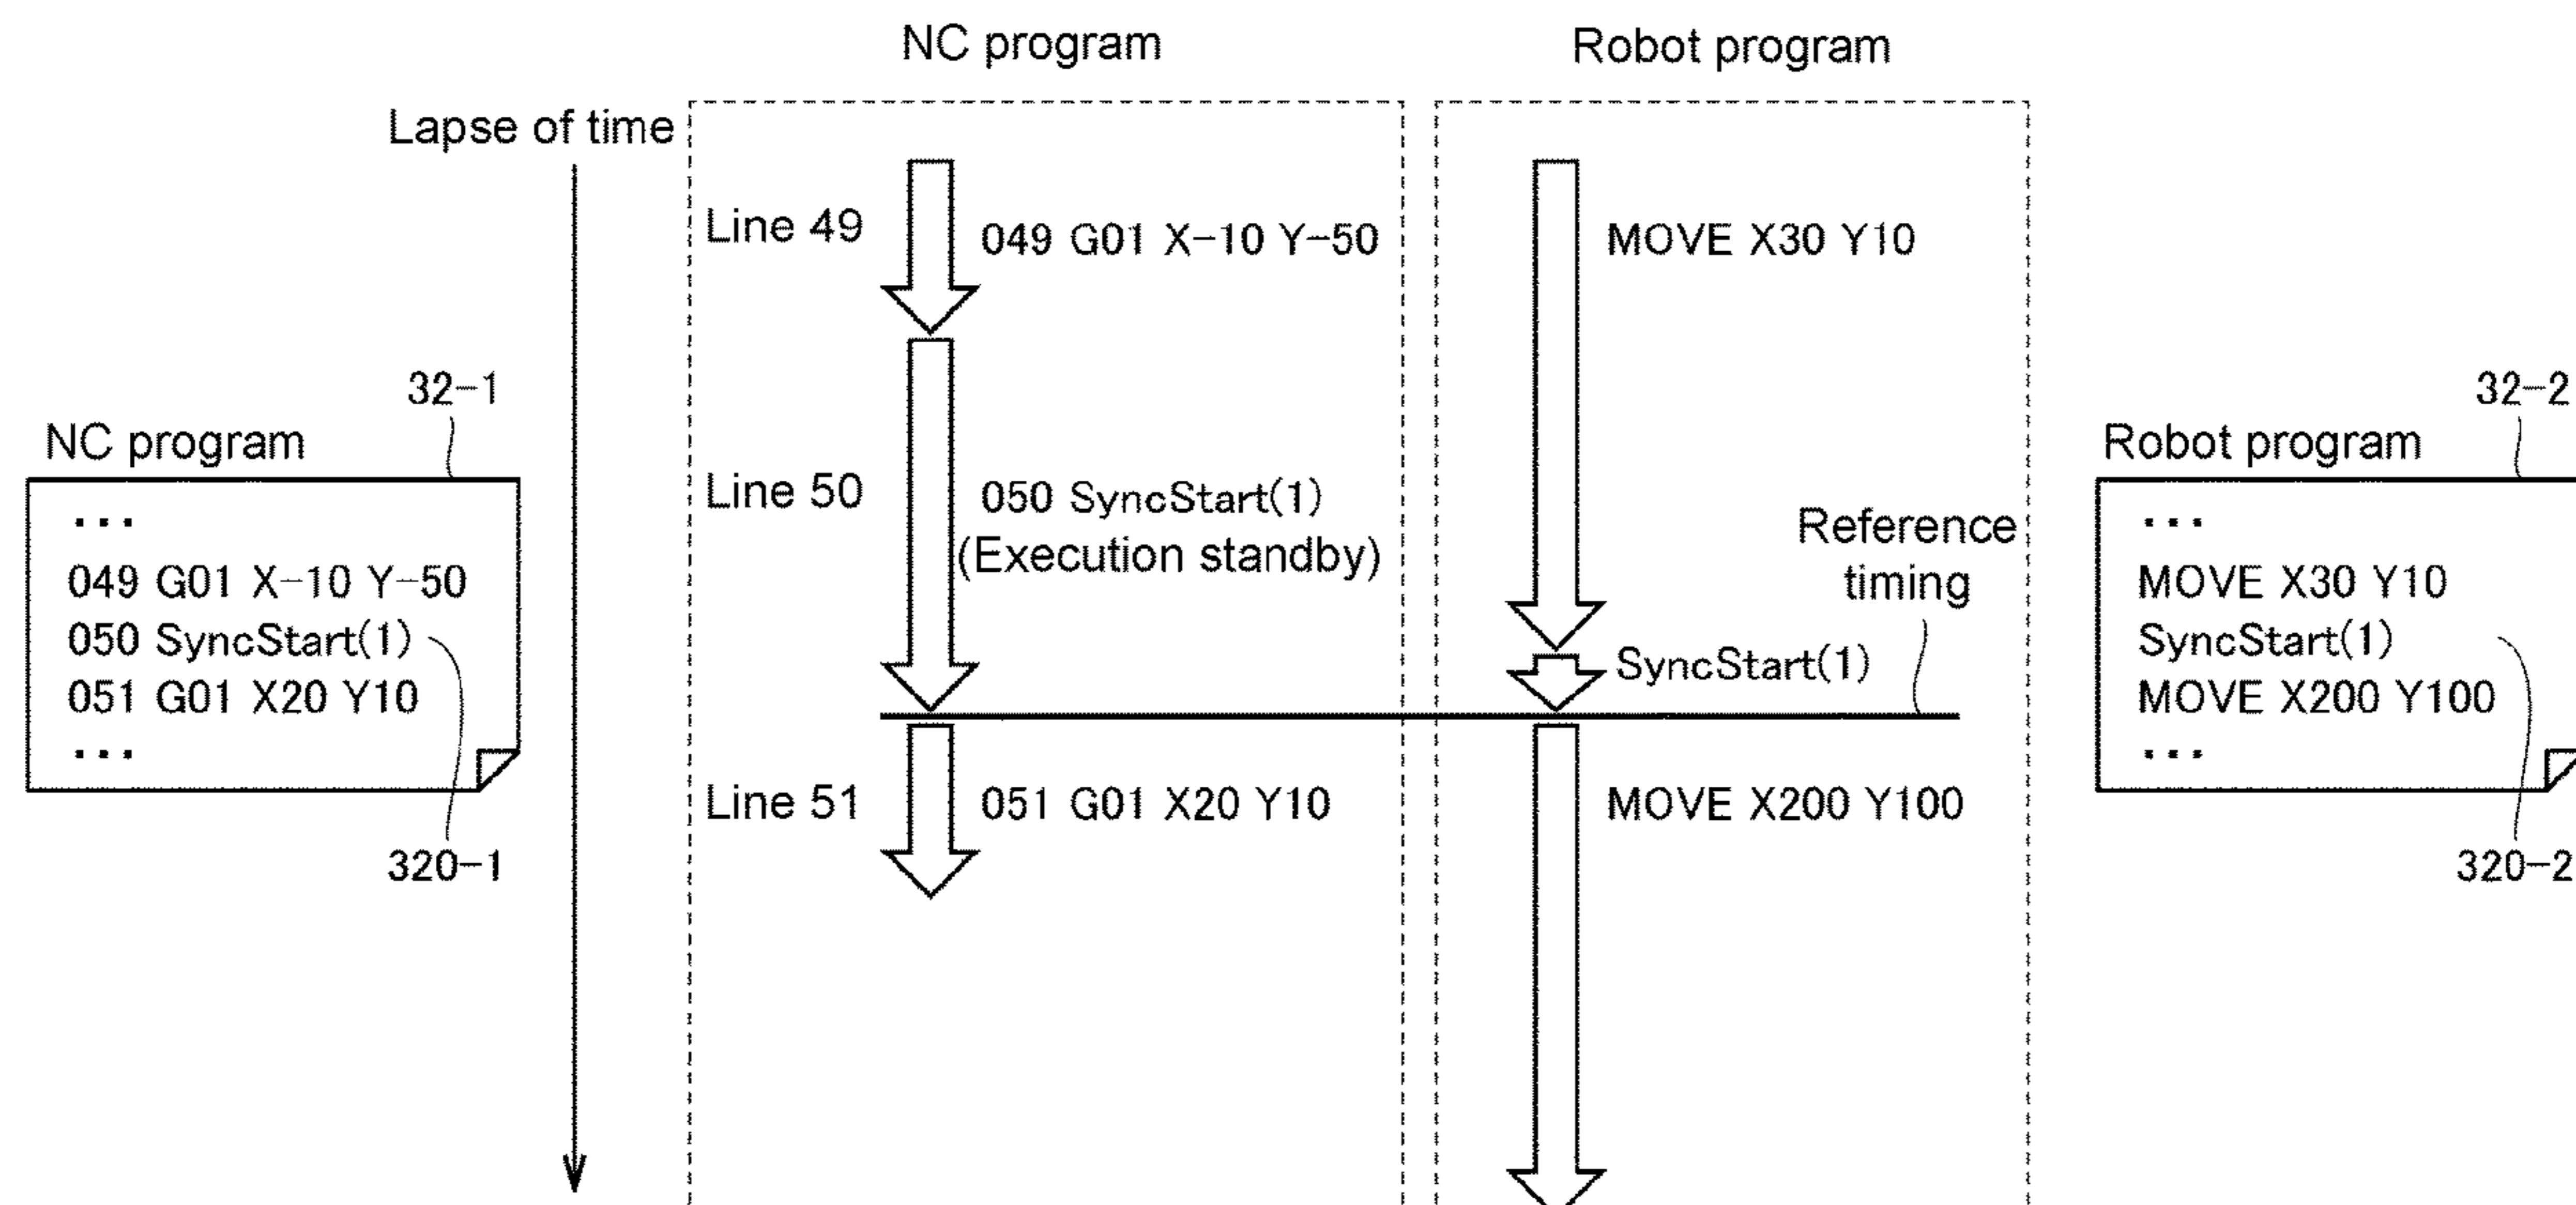 NC program
Robot program
Lapse of time
Line 49
049 G01 X-10 Y-50
MOVE X30 Y10
32-1
NC program
...
049 G01 X-10 Y-50
050 SyncStart(1)
051 G01 X20 Y10
...
320-1
Line 50
050 SyncStart(1)
(Execution standby)
Reference
timing
SyncStart(1)
Line 51
051 G01 X20 Y10
MOVE X200 Y100
32-2
Robot program
...
MOVE X30 Y10
SyncStart(1)
MOVE X200 Y100
...
320-2